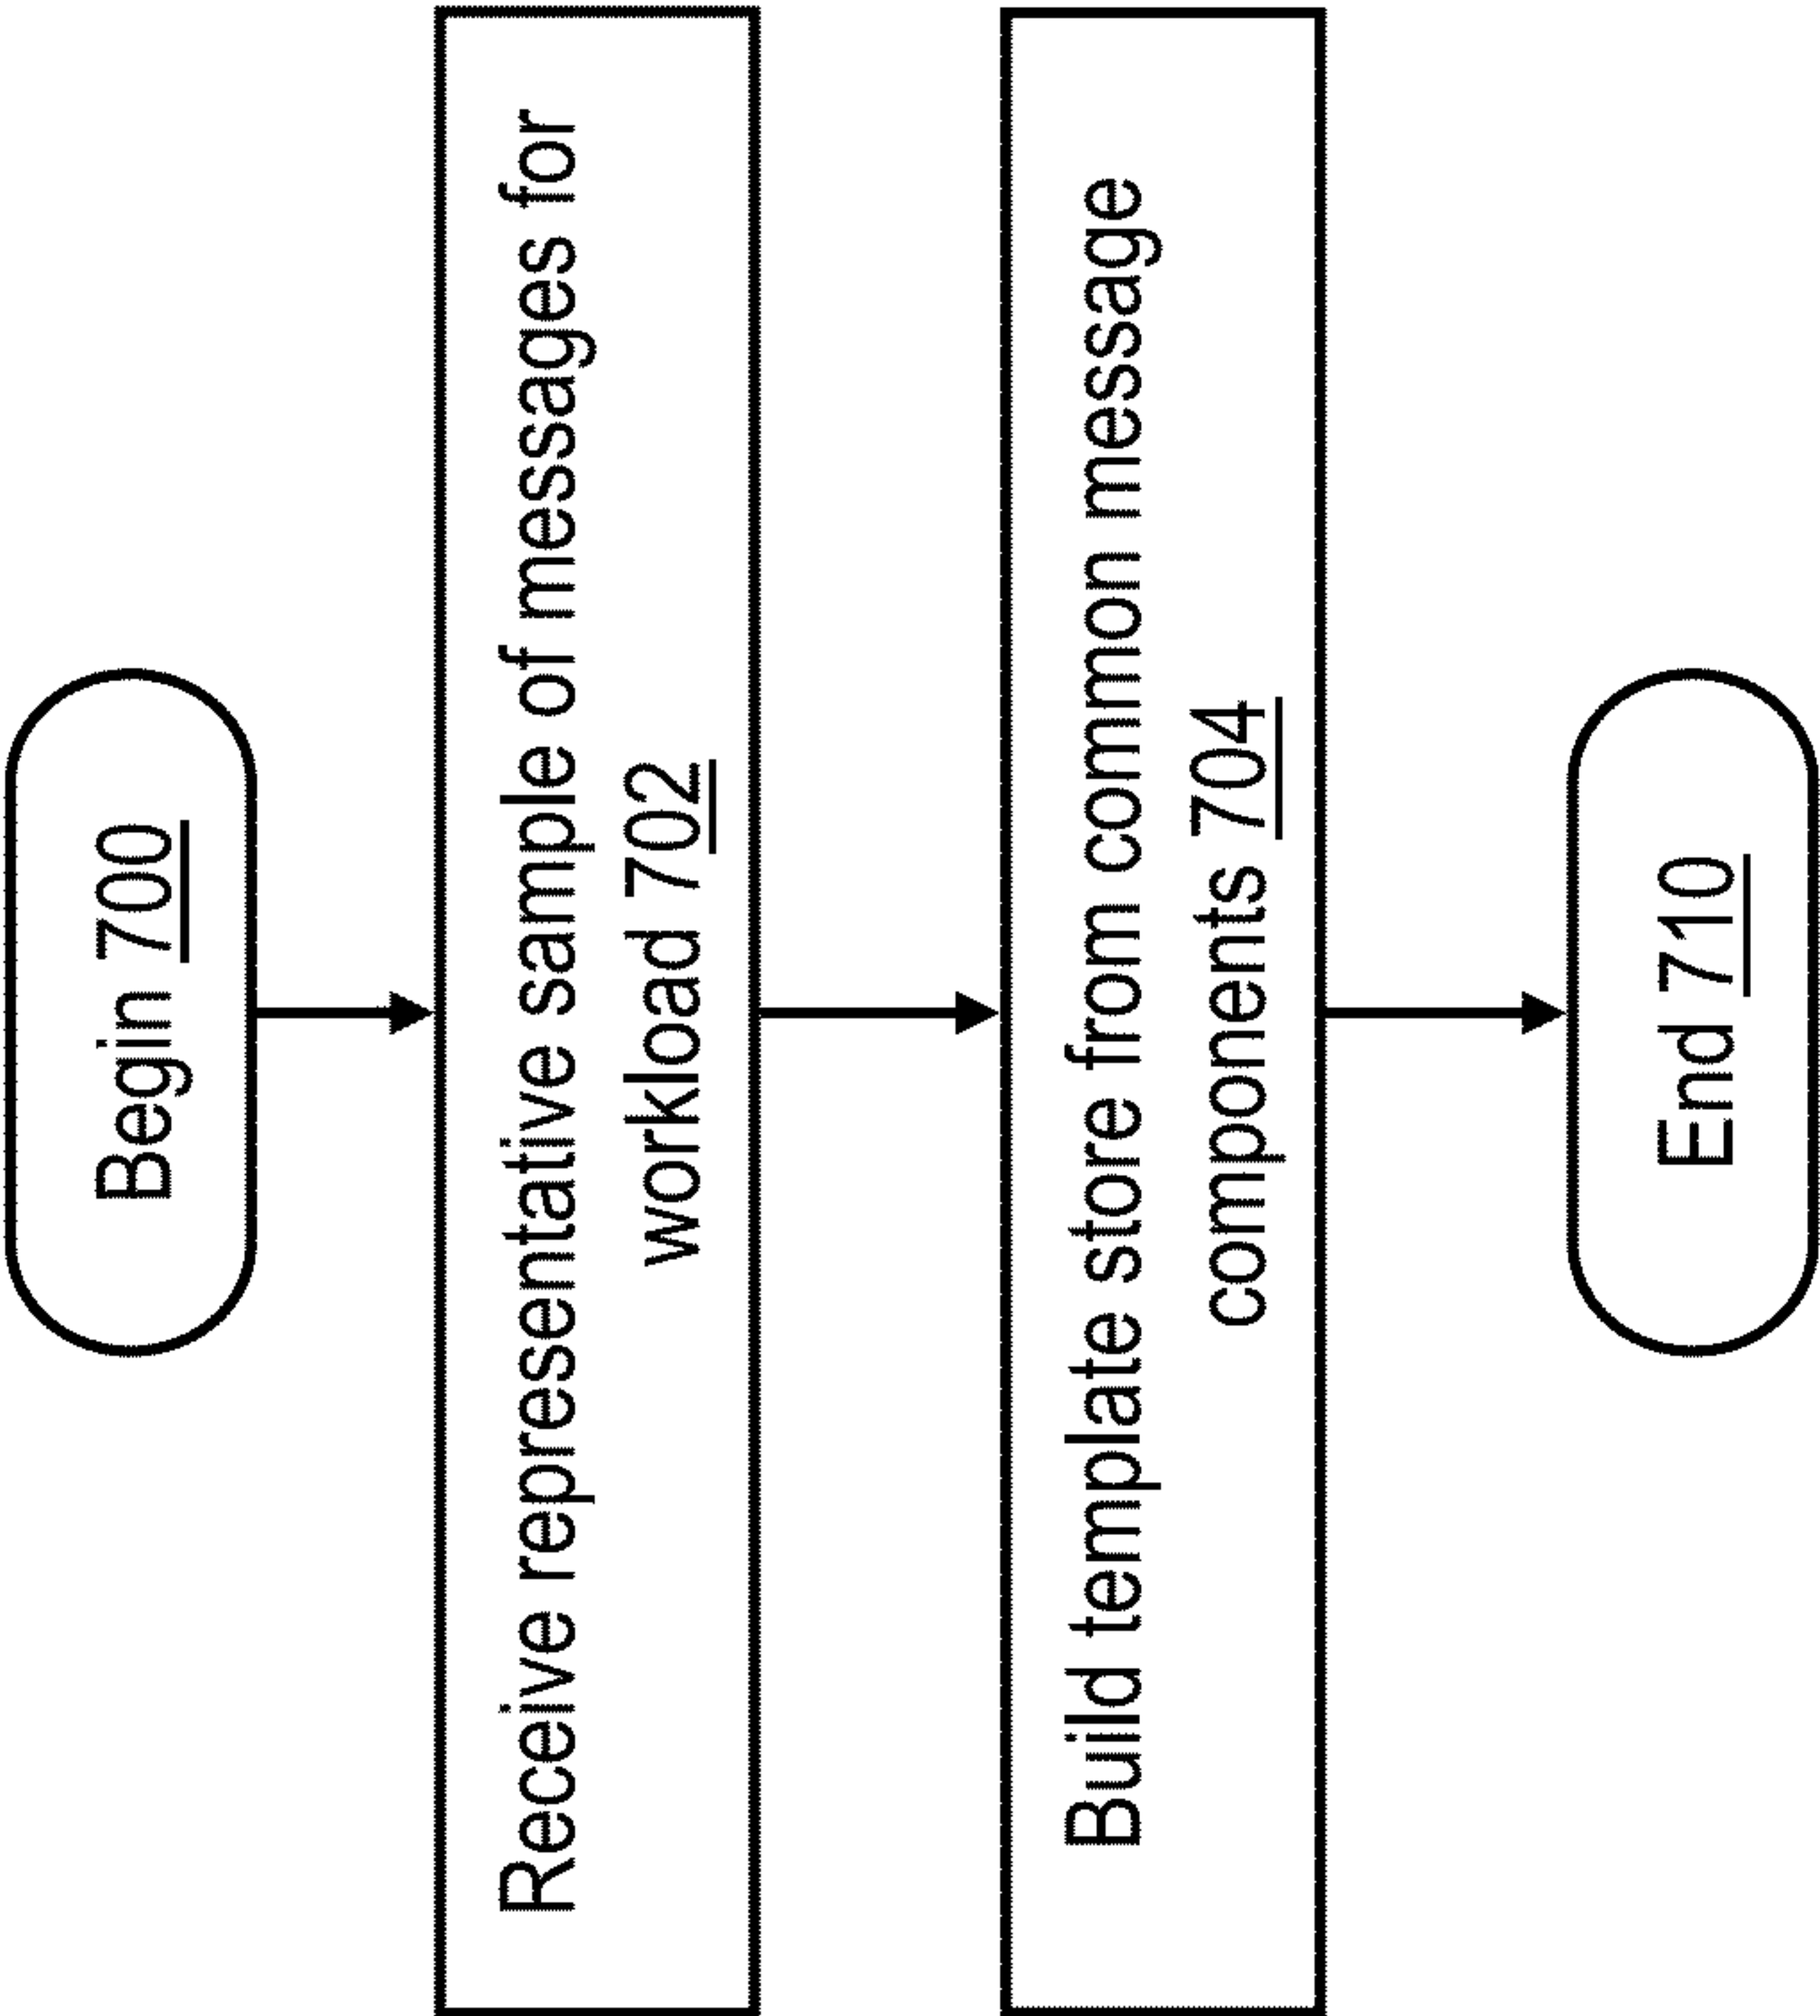 Begin 700
Receive representative sample of messages for
workload 702
Build template store from common message
components 704
End 710